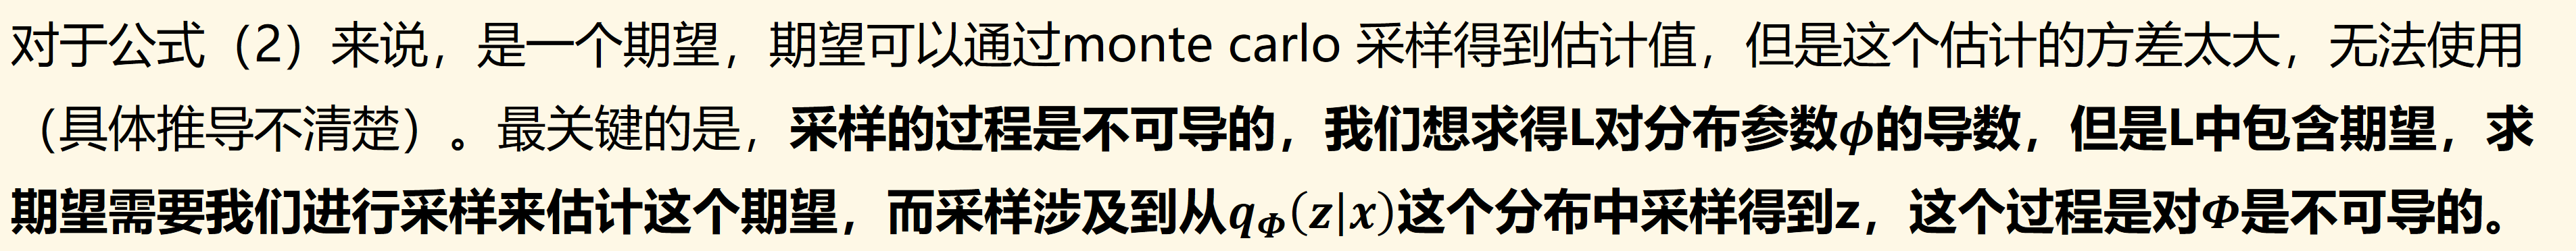 对于公式（2）来说，是一个期望，期望可以通过monte carlo 采样得到估计值，但是这个估计的方差太大，无法使用
（具体推导不清楚）。最关键的是，采样的过程是不可导的，我们想求得L对分布参数ϕ的导数，但是L中包含期望，求
期望需要我们进行采样来估计这个期望，而采样涉及到从q_Φ(z|x)这个分布中采样得到z，这个过程是对Φ是不可导的。